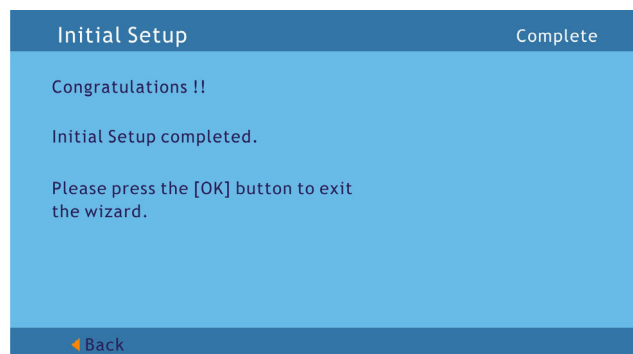 Initial Setup
Complete
Congratulations !!
Initial Setup completed.
Please press the [OK] button to exit
the wizard.
Back